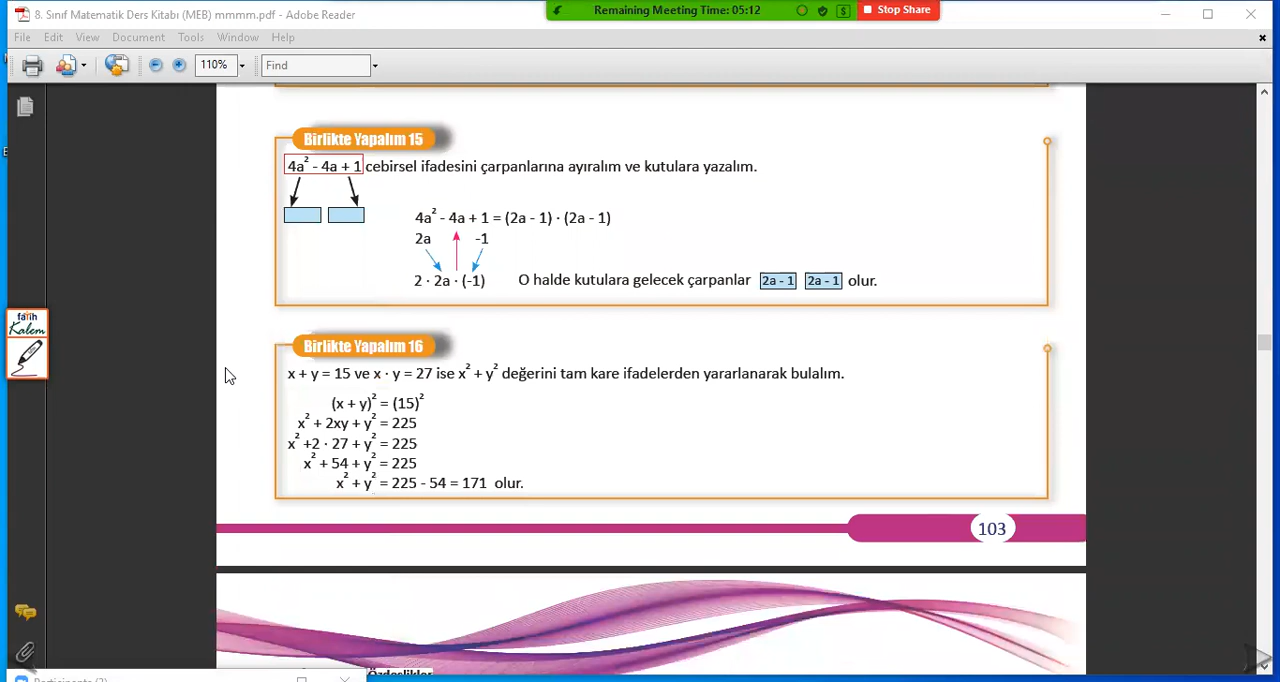 8. Sınıf Matematik Ders Kitabı (MEB) mmmm.pdf - Adobe Reader
Remaining Meeting Time: 05:12
Stop Share
File Edit View Document Tools Window Help
110%
Find
Birlikte Yapalım 15
4a² - 4a + 1 cebirsel ifadesini çarpanlarına ayıralım ve kutulara yazalım.
4a² - 4a + 1 = (2a - 1) · (2a - 1)
2a -1
2 · 2a · (-1) O halde kutulara gelecek çarpanlar 2a - 1 2a - 1 olur.
fatih
Kalem
Birlikte Yapalım 16
x + y = 15 ve x · y = 27 ise x² + y² değerini tam kare ifadelerden yararlanarak bulalım.
(x + y)² = (15)²
x² + 2xy + y² = 225
x² +2 · 27 + y² = 225
x² + 54 + y² = 225
x² + y² = 225 - 54 = 171 olur.
103
Özdeşlikler
Participants (7)